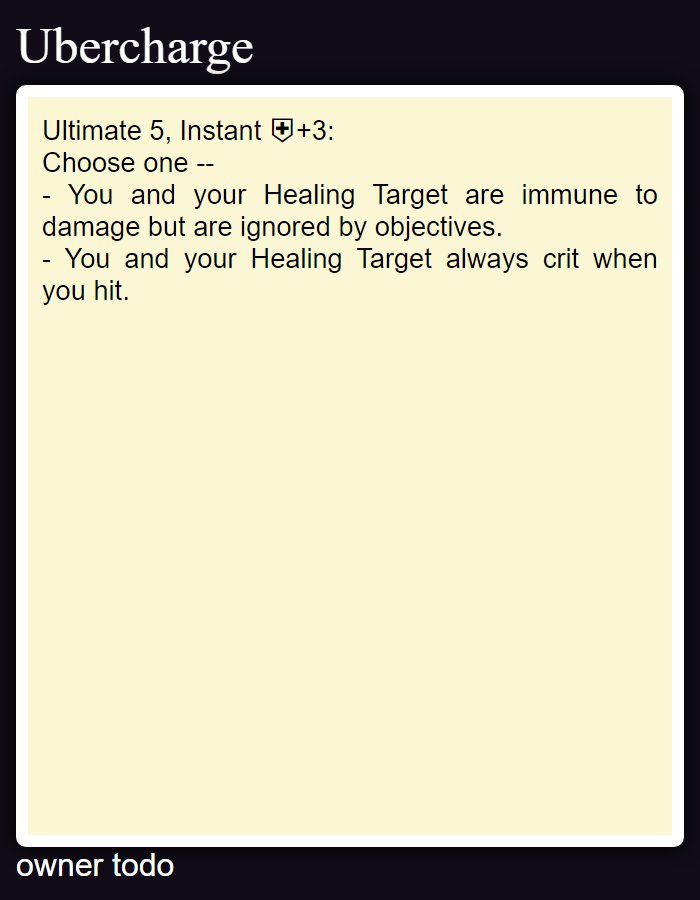 Ubercharge
Ultimate 5, Instant ⛨+3:
Choose one --
- You and your Healing Target are immune to
damage but are ignored by objectives.
- You and your Healing Target always crit when
you hit.
owner todo